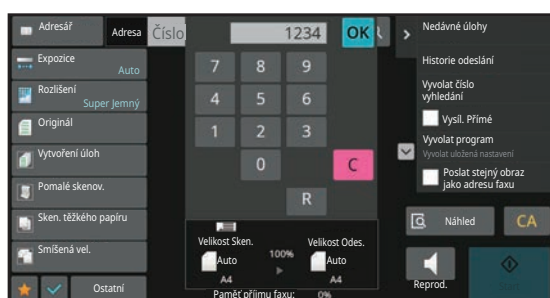 Adresář
Adresa
Číslo
1234
OK
Expozice
Auto
Rozlišení
Super Jemný
Originál
Vytvoření úloh
Pomalé skenov.
Sken. těžkého papíru
Smíšená vel.
Ostatní
7 8 9
4 5 6
1 2 3
0 C
R
Velikost Sken.
Auto
A4
100%
Velikost Odes.
Auto
A4
Paměť příjmu faxu: 0%
Nedávné úlohy
Historie odeslání
Vyvolat číslo
vyhledání
Vysíl. Přímé
Vyvolat program
Vyvolat uložená nastavení
Poslat stejný obraz
jako adresu faxu
Náhled
CA
Reprod.
Start